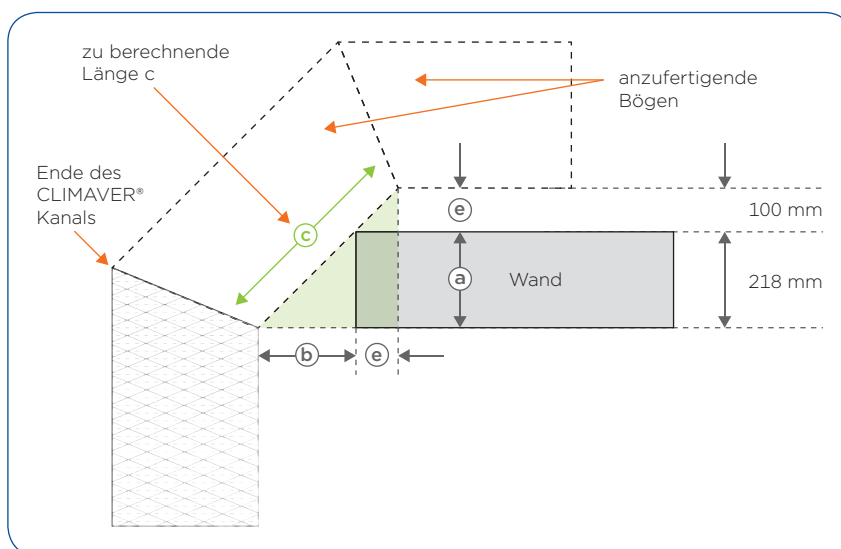 zu berechnende
Länge c
anzufertigende
Bögen
Ende des
CLIMAVER®
Kanals
e
100 mm
c
a
Wand
218 mm
b
e